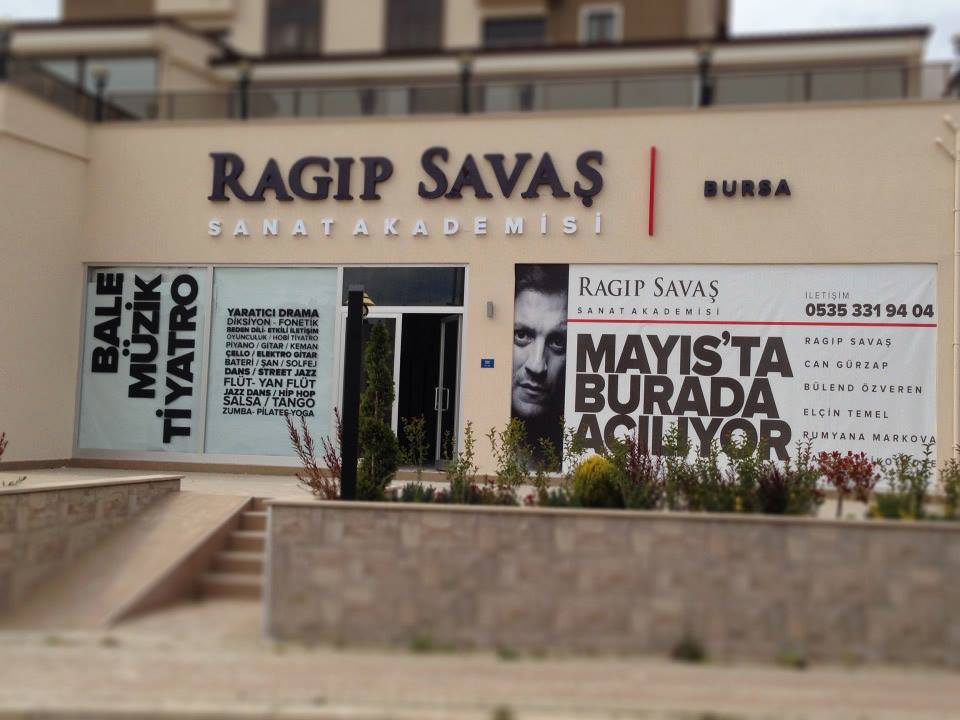 RAGIP SAVAŞ
SANAT AKADEMİSİ
BURSA
BALE
MÜZİK
TİYATRO
YARATICI DRAMA
DİKSİYON - FONETİK
BEDEN DİLİ- ETKİLİ İLETİŞİM
OYUNCULUK / HOBİ TİYATRO
PİYANO / GİTAR / KEMAN
ÇELLO / ELEKTRO GİTAR
BATERİ / ŞAN / SOLFEJ
DANS / STREET JAZZ
FLÜT- YAN FLÜT
JAZZ DANS / HİP HOP
SALSA / TANGO
ZUMBA- PİLATES-YOGA
RAGIP SAVAŞ
SANAT AKADEMİSİ
İLETİŞİM
0535 331 94 04
MAYIS'TA
BURADA
AÇILIYOR
RAGIP SAVAŞ
CAN GÜRZAP
BÜLEND ÖZVEREN
ELÇİN TEMEL
RUMYANA MARKOVA